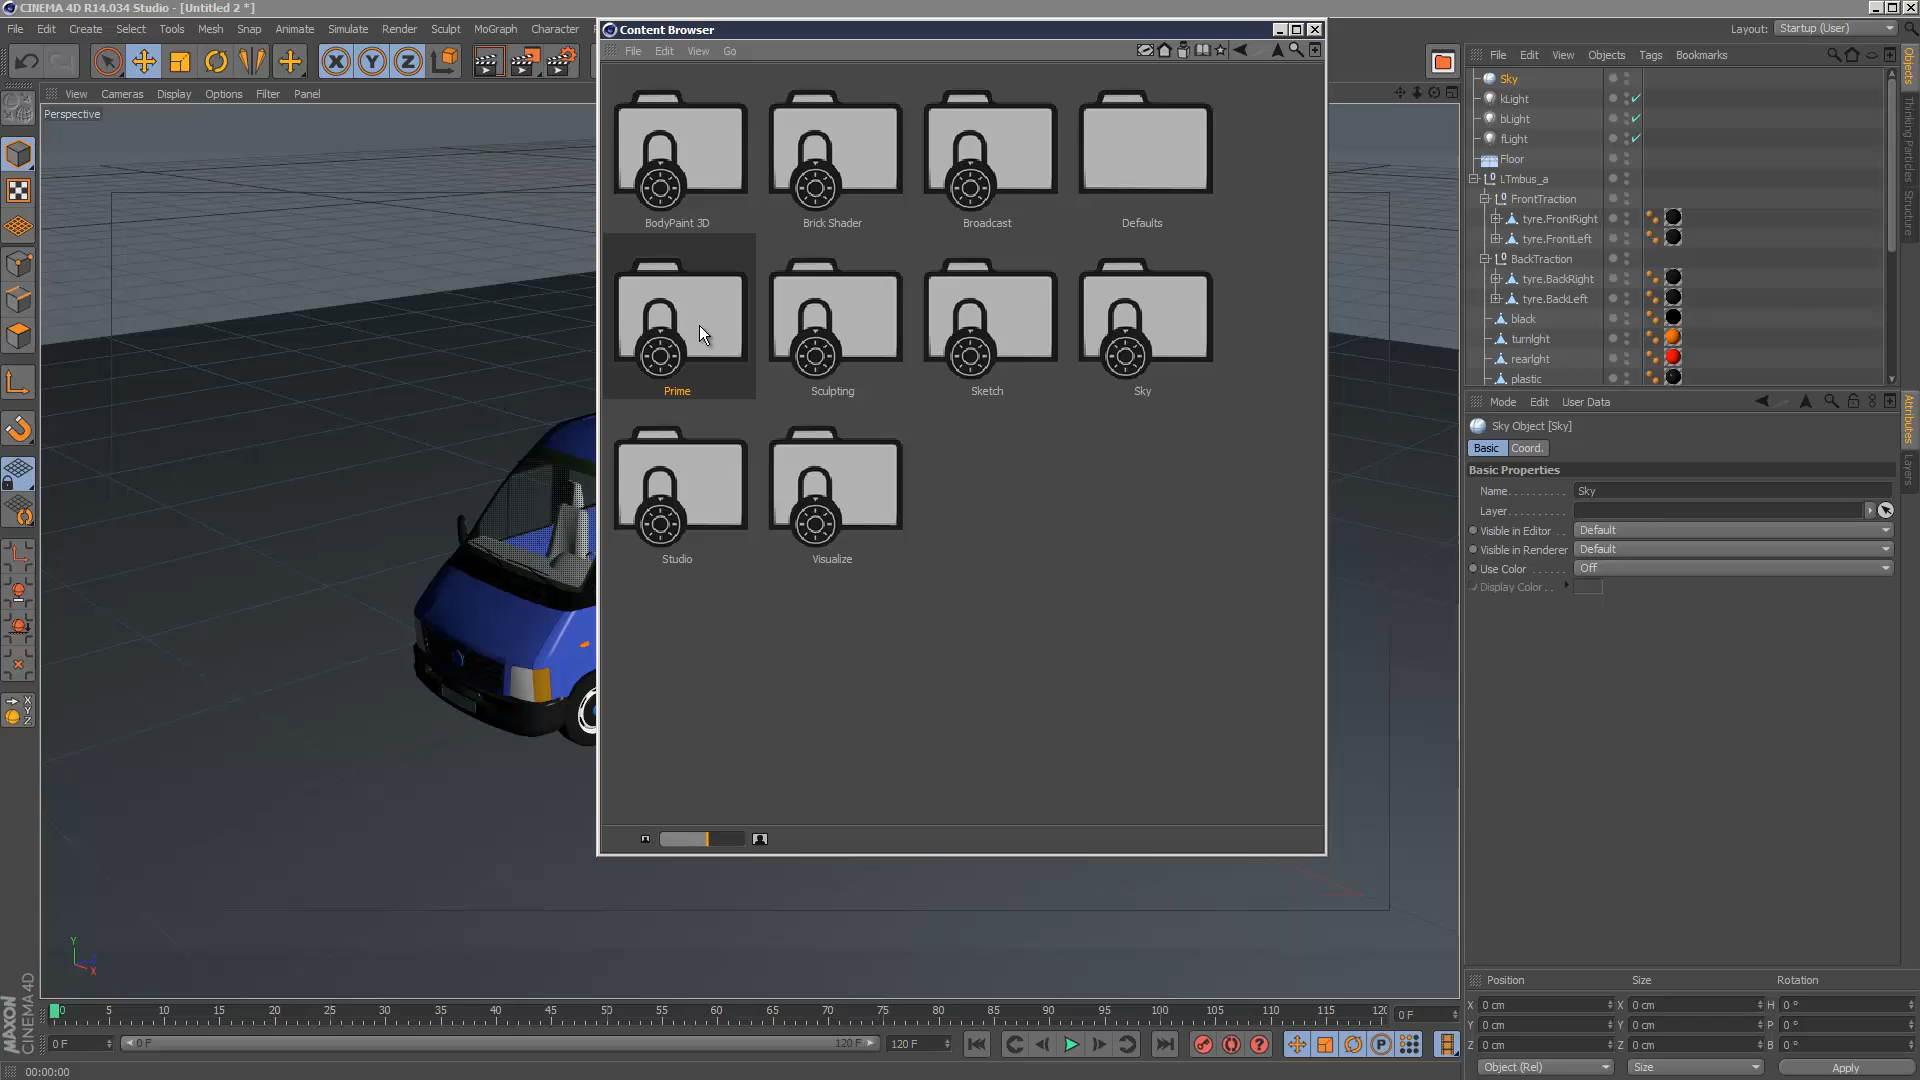 CINEMA 4D R14.034 Studio - [Untitled 2 *]
File Edit Create Select Tools Mesh Snap Animate Render Sculpt Simulate MoGraph Character
Layout: Startup (User)
Content Browser
File Edit View Go
BodyPaint 3D Brick Shader Broadcast Defaults
Prime Sculpting Sketch Sky
Studio Visualize
X Y Z
View Cameras Display Options Filter Panel
Perspective
File Edit View Objects Tags Bookmarks
Sky
kLight
bLight
fLight
Floor
LTmbus_a
FrontTraction
tyre.FrontRight
tyre.FrontLeft
BackTraction
tyre.BackRight
tyre.BackLeft
black
turnlght
rearlght
plastic
Objects
Thinking Particles
Structure
Mode Edit User Data
Sky Object [Sky]
Basic Coord.
Basic Properties
Name . . . . . . . . . Sky
Layer . . . . . . . . .
Visible in Editor . . Default
Visible in Renderer Default
Use Color . . . . . . Off
Display Color . .
Attributes
Layers
Position Size Rotation
X 0 cm X 0 cm H 0 °
Y 0 cm Y 0 cm P 0 °
Z 0 cm Z 0 cm B 0 °
Object (Rel) Size Apply
Y
X
0 5 10 15 20 25 30 35 40 45 50 55 60 65 70 75 80 85 90 95 100 105 110 115 120
0 F
0 F 0 F 120 F 120 F
P
MAXON
CINEMA 4D
00:00:00